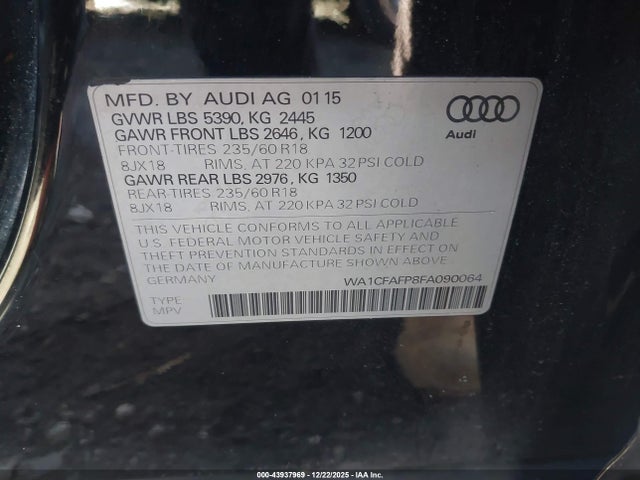 MFD. BY AUDI AG 01 15
GVWR LBS 5390, KG 2445
GAWR FRONT LBS 2646, KG 1200
FRONT-TIRES 235/60 R18
8JX18 RIMS, AT 220 KPA 32 PSI COLD
GAWR REAR LBS 2976, KG 1350
REAR-TIRES 235/60 R18
8JX18 RIMS, AT 220 KPA 32 PSI COLD
Audi
THIS VEHICLE CONFORMS TO ALL APPLICABLE
U.S. FEDERAL MOTOR VEHICLE SAFETY AND
THEFT PREVENTION STANDARDS IN EFFECT ON
THE DATE OF MANUFACTURE SHOWN ABOVE
GERMANY
WA1CFAFP8FA090064
TYPE
MPV
000-43937969 - 12/22/2025 - IAA Inc.